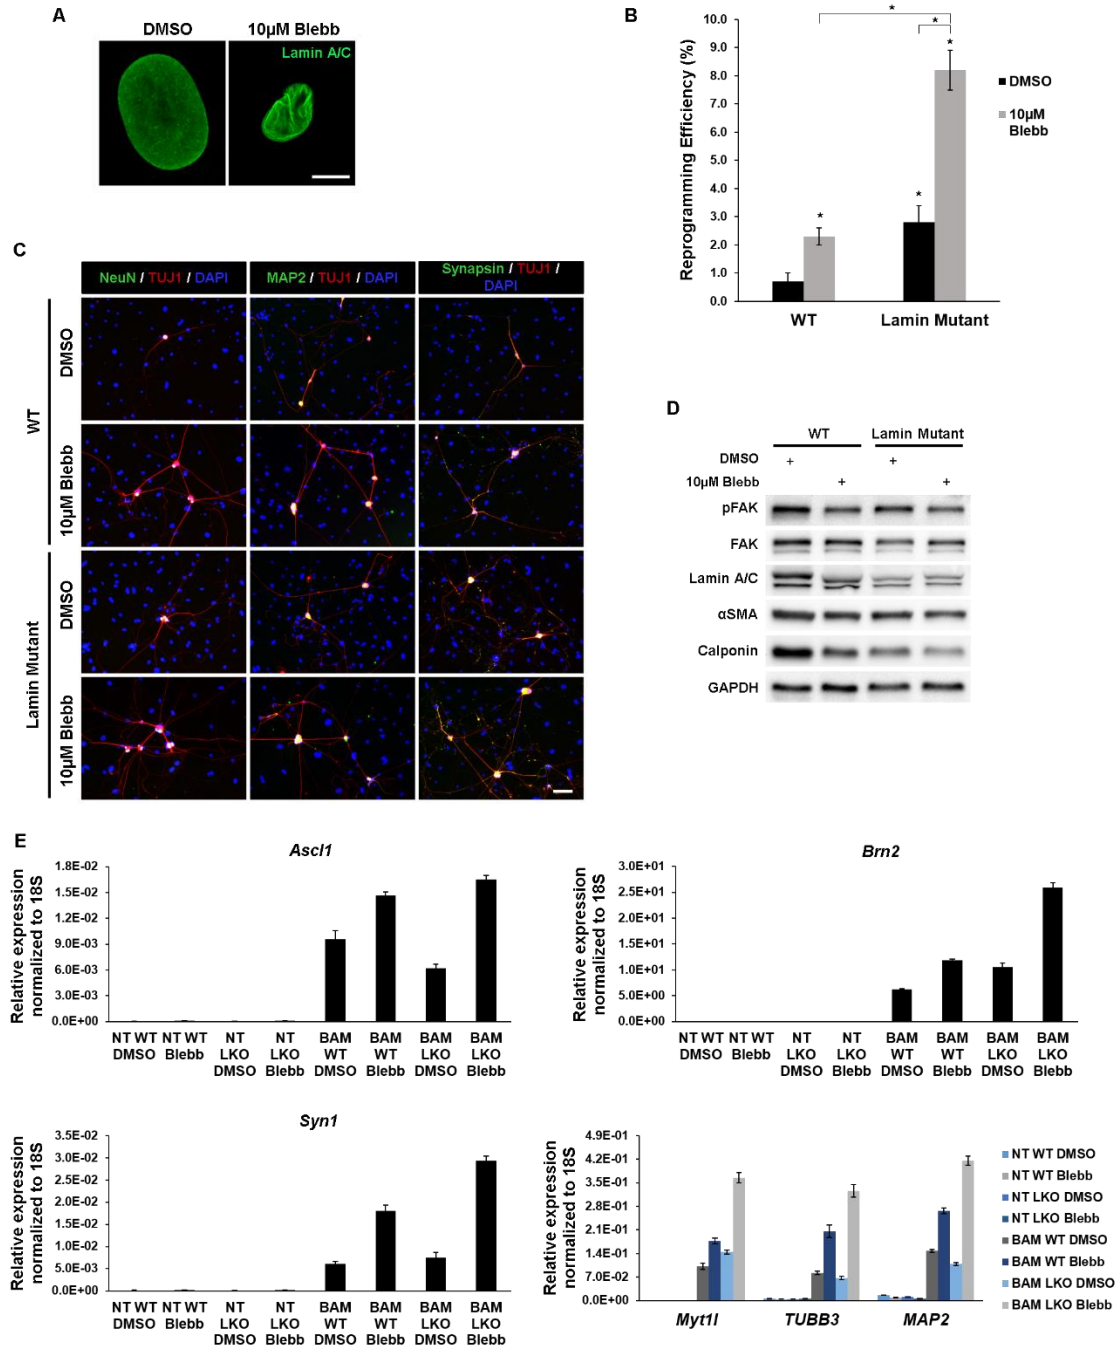 A
DMSO
10μM Blebb
Lamin A/C
B
Reprogramming Efficiency (%)
10.0
9.0
8.0
7.0
6.0
5.0
4.0
3.0
2.0
1.0
0.0
*
*
*
*
*
WT
Lamin Mutant
DMSO
10μM
Blebb
C
NeuN / TUJ1 / DAPI
MAP2 / TUJ1 / DAPI
Synapsin / TUJ1 /
DAPI
WT
DMSO
10μM Blebb
Lamin Mutant
DMSO
10μM Blebb
D
WT
Lamin Mutant
DMSO
+
+
10μM Blebb
+
+
pFAK
FAK
Lamin A/C
αSMA
Calponin
GAPDH
E
Ascl1
Relative expression
normalized to 18S
1.8E-02
1.5E-02
1.2E-02
9.0E-03
6.0E-03
3.0E-03
0.0E+00
NT WT
DMSO
NT WT
Blebb
NT
LKO
DMSO
NT
LKO
Blebb
BAM
WT
DMSO
BAM
WT
Blebb
BAM
LKO
DMSO
BAM
LKO
Blebb
Brn2
Relative expression
normalized to 18S
3.0E+01
2.5E+01
2.0E+01
1.5E+01
1.0E+01
5.0E+00
0.0E+00
NT WT
DMSO
NT WT
Blebb
NT
LKO
DMSO
NT
LKO
Blebb
BAM
WT
DMSO
BAM
WT
Blebb
BAM
LKO
DMSO
BAM
LKO
Blebb
Syn1
Relative expression
normalized to 18S
3.5E-02
3.0E-02
2.5E-02
2.0E-02
1.5E-02
1.0E-02
5.0E-03
0.0E+00
NT WT
DMSO
NT WT
Blebb
NT
LKO
DMSO
NT
LKO
Blebb
BAM
WT
DMSO
BAM
WT
Blebb
BAM
LKO
DMSO
BAM
LKO
Blebb
Relative expression
normalized to 18S
4.9E-01
4.2E-01
3.5E-01
2.8E-01
2.1E-01
1.4E-01
7.0E-02
0.0E+00
Myt1l
TUBB3
MAP2
NT WT DMSO
NT WT Blebb
NT LKO DMSO
NT LKO Blebb
BAM WT DMSO
BAM WT Blebb
BAM LKO DMSO
BAM LKO Blebb